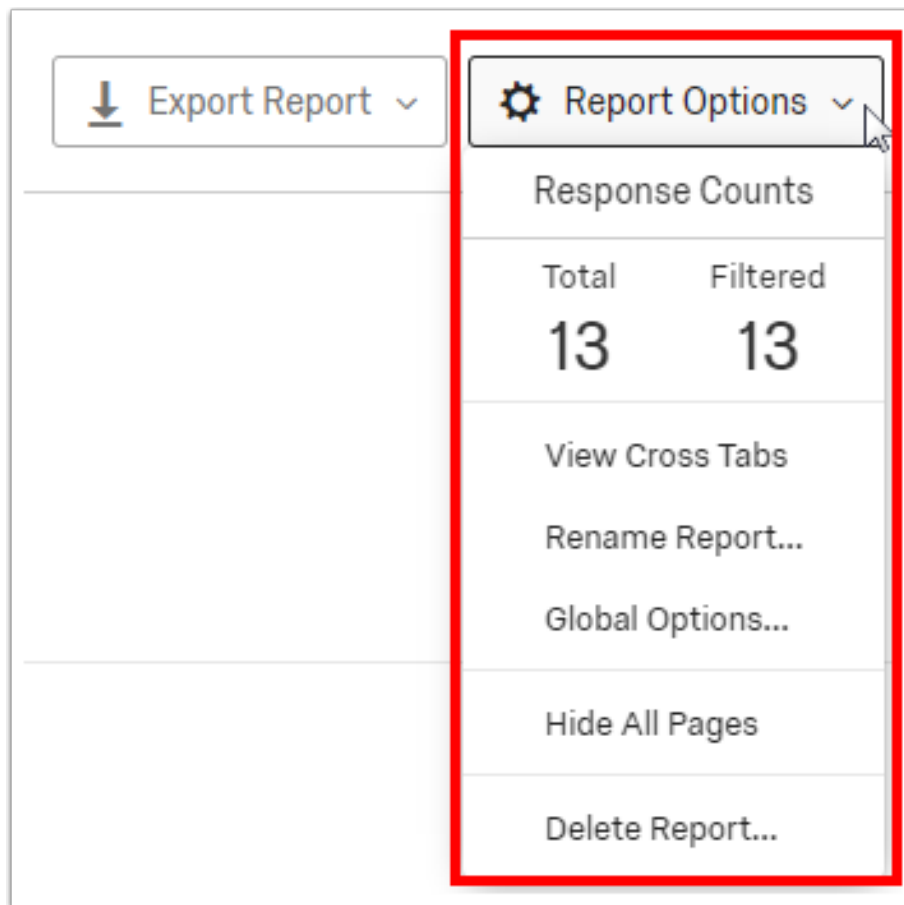 Export Report
Report Options
Response Counts
Total Filtered
13 13
View Cross Tabs
Rename Report...
Global Options...
Hide All Pages
Delete Report...